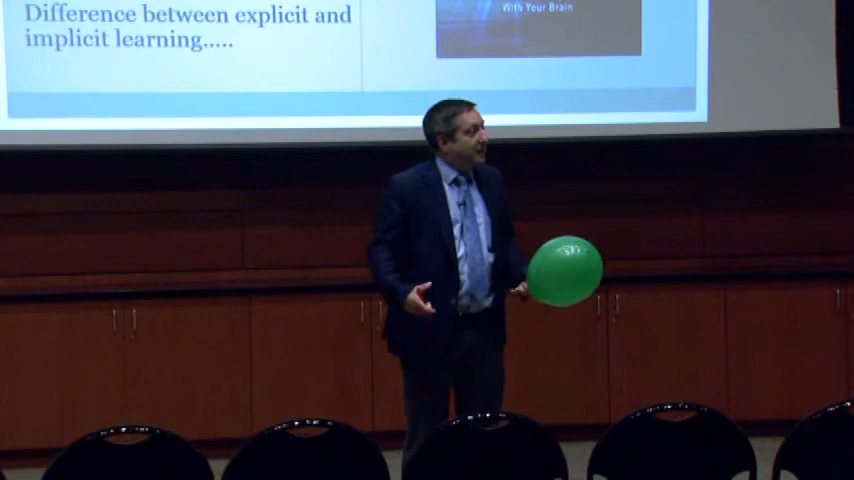 Difference between explicit and
implicit learning.....
With Your Brain